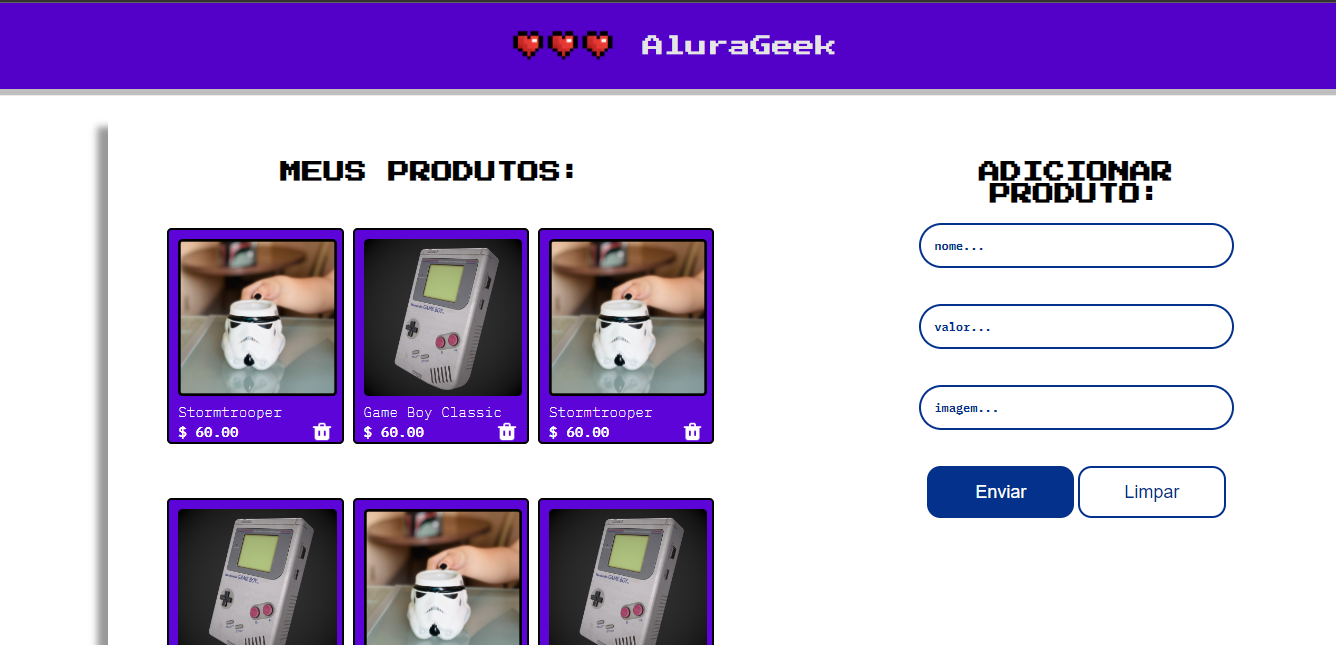 AluraGeek
MEUS PRODUTOS:
Stormtrooper
$ 60.00
Game Boy Classic
$ 60.00
Stormtrooper
$ 60.00
ADICIONAR
PRODUTO:
nome...
valor...
imagem...
Enviar
Limpar